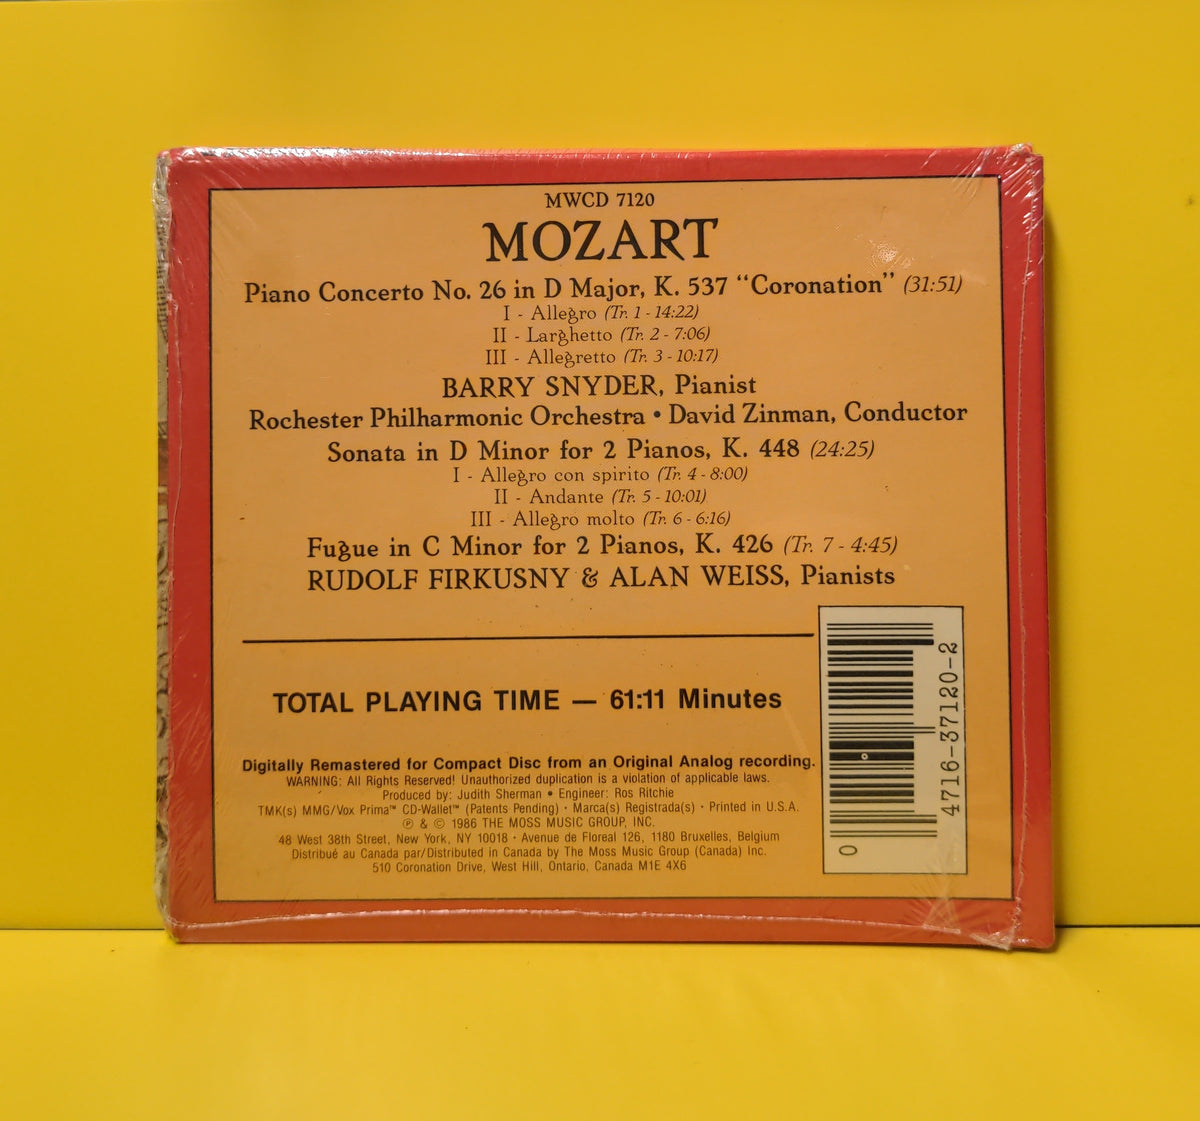 MWCD 7120
MOZART
Piano Concerto No. 26 in D Major, K. 537 “Coronation” (31:51)
I - Allegro (Tr. 1 - 14:22)
II - Larghetto (Tr. 2 - 7:06)
III - Allegretto (Tr. 3 - 10:17)
BARRY SNYDER, Pianist
Rochester Philharmonic Orchestra • David Zinman, Conductor
Sonata in D Minor for 2 Pianos, K. 448 (24:25)
I - Allegro con spirito (Tr. 4 - 8:00)
II - Andante (Tr. 5 - 10:01)
III - Allegro molto (Tr. 6 - 6:16)
Fugue in C Minor for 2 Pianos, K. 426 (Tr. 7 - 4:45)
RUDOLF FIRKUSNY & ALAN WEISS, Pianists
TOTAL PLAYING TIME — 61:11 Minutes
Digitally Remastered for Compact Disc from an Original Analog recording.
WARNING: All Rights Reserved! Unauthorized duplication is a violation of applicable laws.
Produced by: Judith Sherman • Engineer: Ros Ritchie
TMK(s) MMG/Vox Prima™ CD-Wallet™ (Patents Pending) · Marca(s) Registrada(s) · Printed in U.S.A.
℗ & © 1986 THE MOSS MUSIC GROUP, INC.
48 West 38th Street, New York, NY 10018 · Avenue de Floreal 126, 1180 Bruxelles, Belgium
Distribué au Canada par/Distributed in Canada by The Moss Music Group (Canada) Inc.
510 Coronation Drive, West Hill, Ontario, Canada M1E 4X6
0 4716-37120-2